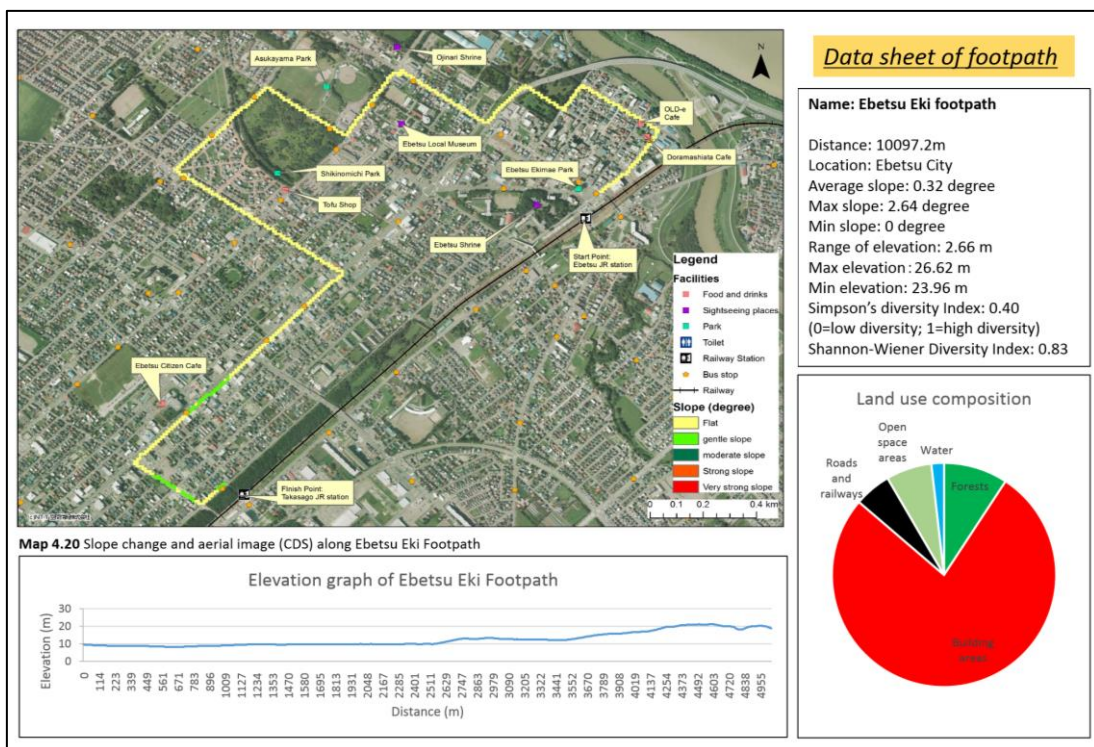 Data sheet of footpath
Name: Ebetsu Eki footpath
Distance: 10097.2m
Location: Ebetsu City
Average slope: 0.32 degree
Max slope: 2.64 degree
Min slope: 0 degree
Range of elevation: 2.66 m
Max elevation : 26.62 m
Min elevation: 23.96 m
Simpson's diversity Index: 0.40
(0=low diversity; 1=high diversity)
Shannon-Wiener Diversity Index: 0.83
Asukayama Park
Ojinari Shrine
N
OLD-e
Cafe
Ebetsu Local Museum
Doramashiata Cafe
Shikinomichi Park
Ebetsu Ekimae Park
Tofu Shop
Ebetsu Shrine
Start Point:
Ebetsu JR station
Ebetsu Citizen Cafe
Finish Point:
Takasago JR station
Legend
Facilities
Food and drinks
Sightseeing places
Park
Toilet
Railway Station
Bus stop
Railway
Slope (degree)
Flat
gentle slope
moderate slope
Strong slope
Very strong slope
0 0.1 0.2 0.4 km
Map 4.20 Slope change and aerial image (CDS) along Ebetsu Eki Footpath
Elevation graph of Ebetsu Eki Footpath
Elevation (m)
30
20
10
0
0 114 223 339 449 561 671 783 896 1009 1127 1234 1353 1470 1580 1695 1813 1931 2048 2167 2285 2401 2511 2629 2747 2863 2979 3090 3205 3322 3441 3552 3670 3789 3908 4019 4137 4254 4373 4492 4603 4720 4838 4955
Distance (m)
Land use composition
Open
space
areas
Water
Roads
and
railways
Forests
Building
areas